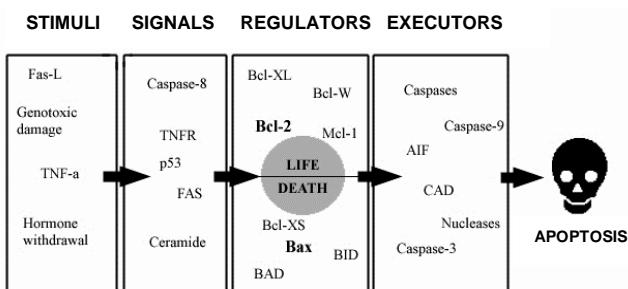 STIMULI
SIGNALS
REGULATORS
EXECUTORS
Fas-L
Genotoxic
damage
TNF-a
Hormone
withdrawal
Caspase-8
TNFR
p53
FAS
Ceramide
Bcl-XL
Bcl-W
Bcl-2
Mcl-1
LIFE
DEATH
Bcl-XS
Bax
BID
BAD
Caspases
Caspase-9
AIF
CAD
Nucleases
Caspase-3
APOPTOSIS